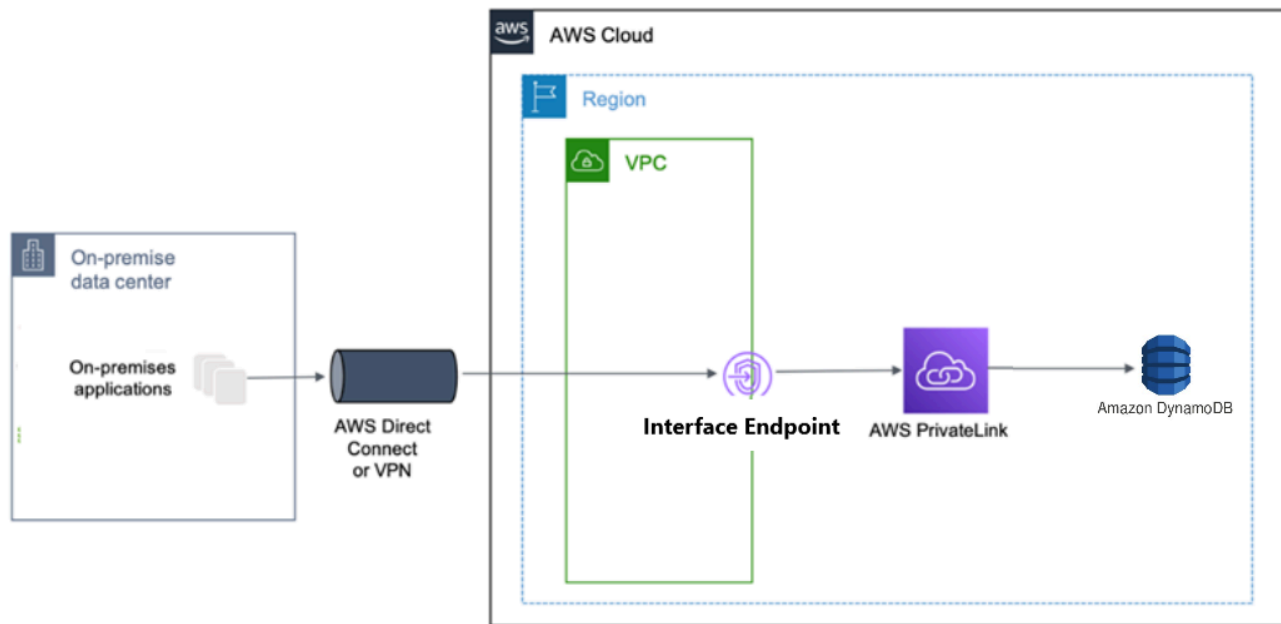 aws
AWS Cloud
Region
VPC
On-premise
data center
On-premises
applications
AWS Direct
Connect
or VPN
Interface Endpoint
AWS PrivateLink
Amazon DynamoDB